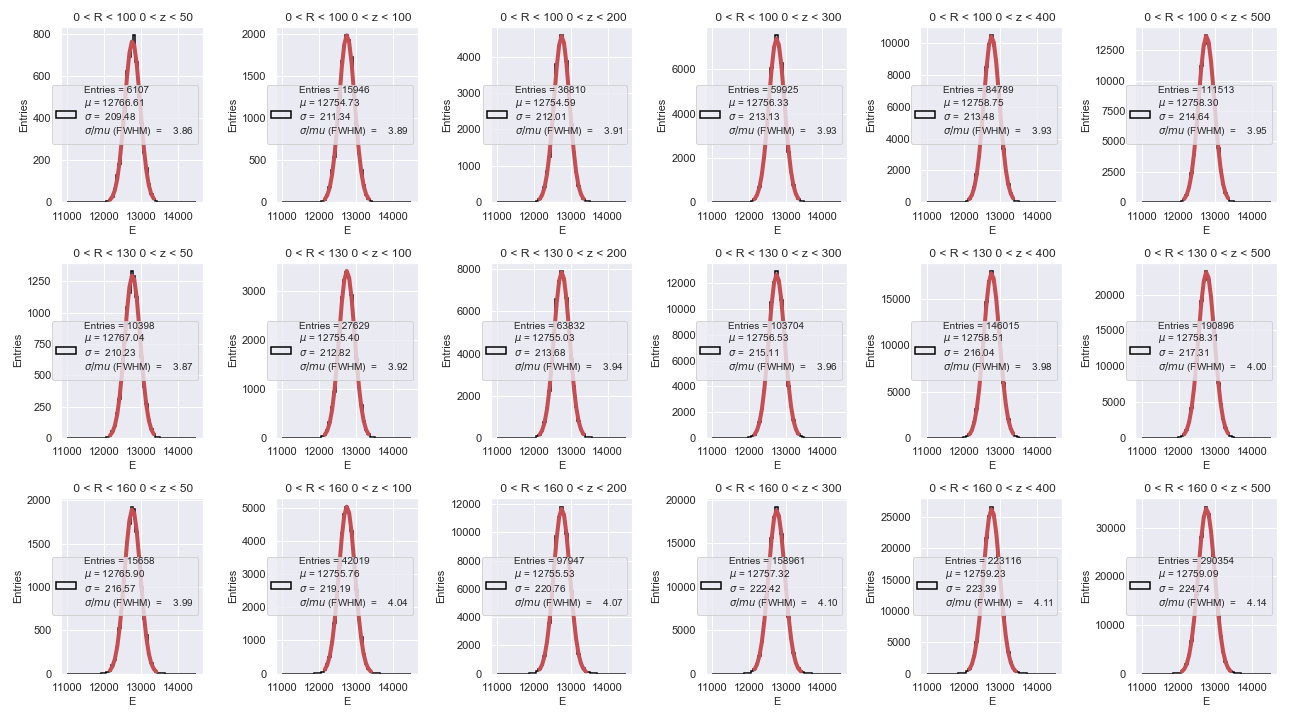 0 < R < 100 0 < z < 50
Entries
800
600
400
200
0
Entries = 6107
μ = 12766.61
σ = 209.48
σ/mu (FWHM) = 3.86
11000 12000 13000 14000
E
0 < R < 100 0 < z < 100
Entries
2000
1500
1000
500
0
Entries = 15946
μ = 12754.73
σ = 211.34
σ/mu (FWHM) = 3.89
11000 12000 13000 14000
E
0 < R < 100 0 < z < 200
Entries
4000
3000
2000
1000
0
Entries = 36810
μ = 12754.59
σ = 212.01
σ/mu (FWHM) = 3.91
11000 12000 13000 14000
E
0 < R < 100 0 < z < 300
Entries
6000
4000
2000
0
Entries = 59925
μ = 12756.33
σ = 213.13
σ/mu (FWHM) = 3.93
11000 12000 13000 14000
E
0 < R < 100 0 < z < 400
Entries
10000
8000
6000
4000
2000
0
Entries = 84789
μ = 12758.75
σ = 213.48
σ/mu (FWHM) = 3.93
11000 12000 13000 14000
E
0 < R < 100 0 < z < 500
Entries
12500
10000
7500
5000
2500
0
Entries = 111513
μ = 12758.30
σ = 214.64
σ/mu (FWHM) = 3.95
11000 12000 13000 14000
E
0 < R < 130 0 < z < 50
Entries
1250
1000
750
500
250
0
Entries = 10398
μ = 12767.04
σ = 210.23
σ/mu (FWHM) = 3.87
11000 12000 13000 14000
E
0 < R < 130 0 < z < 100
Entries
3000
2000
1000
0
Entries = 27629
μ = 12755.40
σ = 212.82
σ/mu (FWHM) = 3.92
11000 12000 13000 14000
E
0 < R < 130 0 < z < 200
Entries
8000
6000
4000
2000
0
Entries = 63832
μ = 12755.03
σ = 213.68
σ/mu (FWHM) = 3.94
11000 12000 13000 14000
E
0 < R < 130 0 < z < 300
Entries
12000
10000
8000
6000
4000
2000
0
Entries = 103704
μ = 12756.53
σ = 215.11
σ/mu (FWHM) = 3.96
11000 12000 13000 14000
E
0 < R < 130 0 < z < 400
Entries
15000
10000
5000
0
Entries = 146015
μ = 12758.51
σ = 216.04
σ/mu (FWHM) = 3.98
11000 12000 13000 14000
E
0 < R < 130 0 < z < 500
Entries
20000
15000
10000
5000
0
Entries = 190896
μ = 12758.31
σ = 217.31
σ/mu (FWHM) = 4.00
11000 12000 13000 14000
E
0 < R < 160 0 < z < 50
Entries
2000
1500
1000
500
0
Entries = 15658
μ = 12765.90
σ = 216.57
σ/mu (FWHM) = 3.99
11000 12000 13000 14000
E
0 < R < 160 0 < z < 100
Entries
5000
4000
3000
2000
1000
0
Entries = 42019
μ = 12755.76
σ = 219.19
σ/mu (FWHM) = 4.04
11000 12000 13000 14000
E
0 < R < 160 0 < z < 200
Entries
12000
10000
8000
6000
4000
2000
0
Entries = 97947
μ = 12755.53
σ = 220.76
σ/mu (FWHM) = 4.07
11000 12000 13000 14000
E
0 < R < 160 0 < z < 300
Entries
20000
15000
10000
5000
0
Entries = 158961
μ = 12757.32
σ = 222.42
σ/mu (FWHM) = 4.10
11000 12000 13000 14000
E
0 < R < 160 0 < z < 400
Entries
25000
20000
15000
10000
5000
0
Entries = 223116
μ = 12759.23
σ = 223.39
σ/mu (FWHM) = 4.11
11000 12000 13000 14000
E
0 < R < 160 0 < z < 500
Entries
30000
20000
10000
0
Entries = 290354
μ = 12759.09
σ = 224.74
σ/mu (FWHM) = 4.14
11000 12000 13000 14000
E